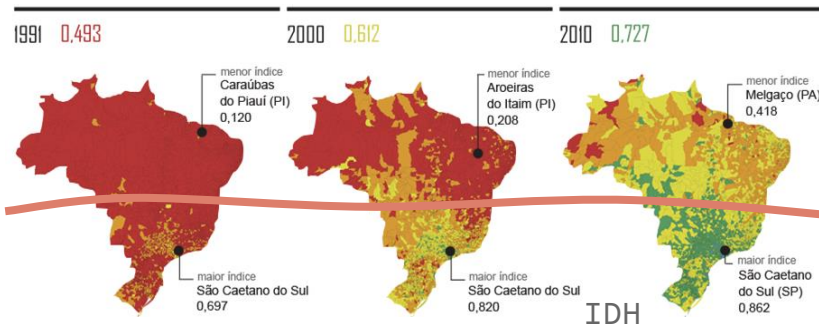 1991 0,493
menor índice
Caraúbas
do Piauí (PI)
0,120
maior índice
São Caetano do Sul
0,697
2000 0,612
menor índice
Aroeiras
do Itaim (PI)
0,208
maior índice
São Caetano do Sul
0,820
2010 0,727
menor índice
Melgaço (PA)
0,418
maior índice
São Caetano
do Sul (SP)
0,862
IDH